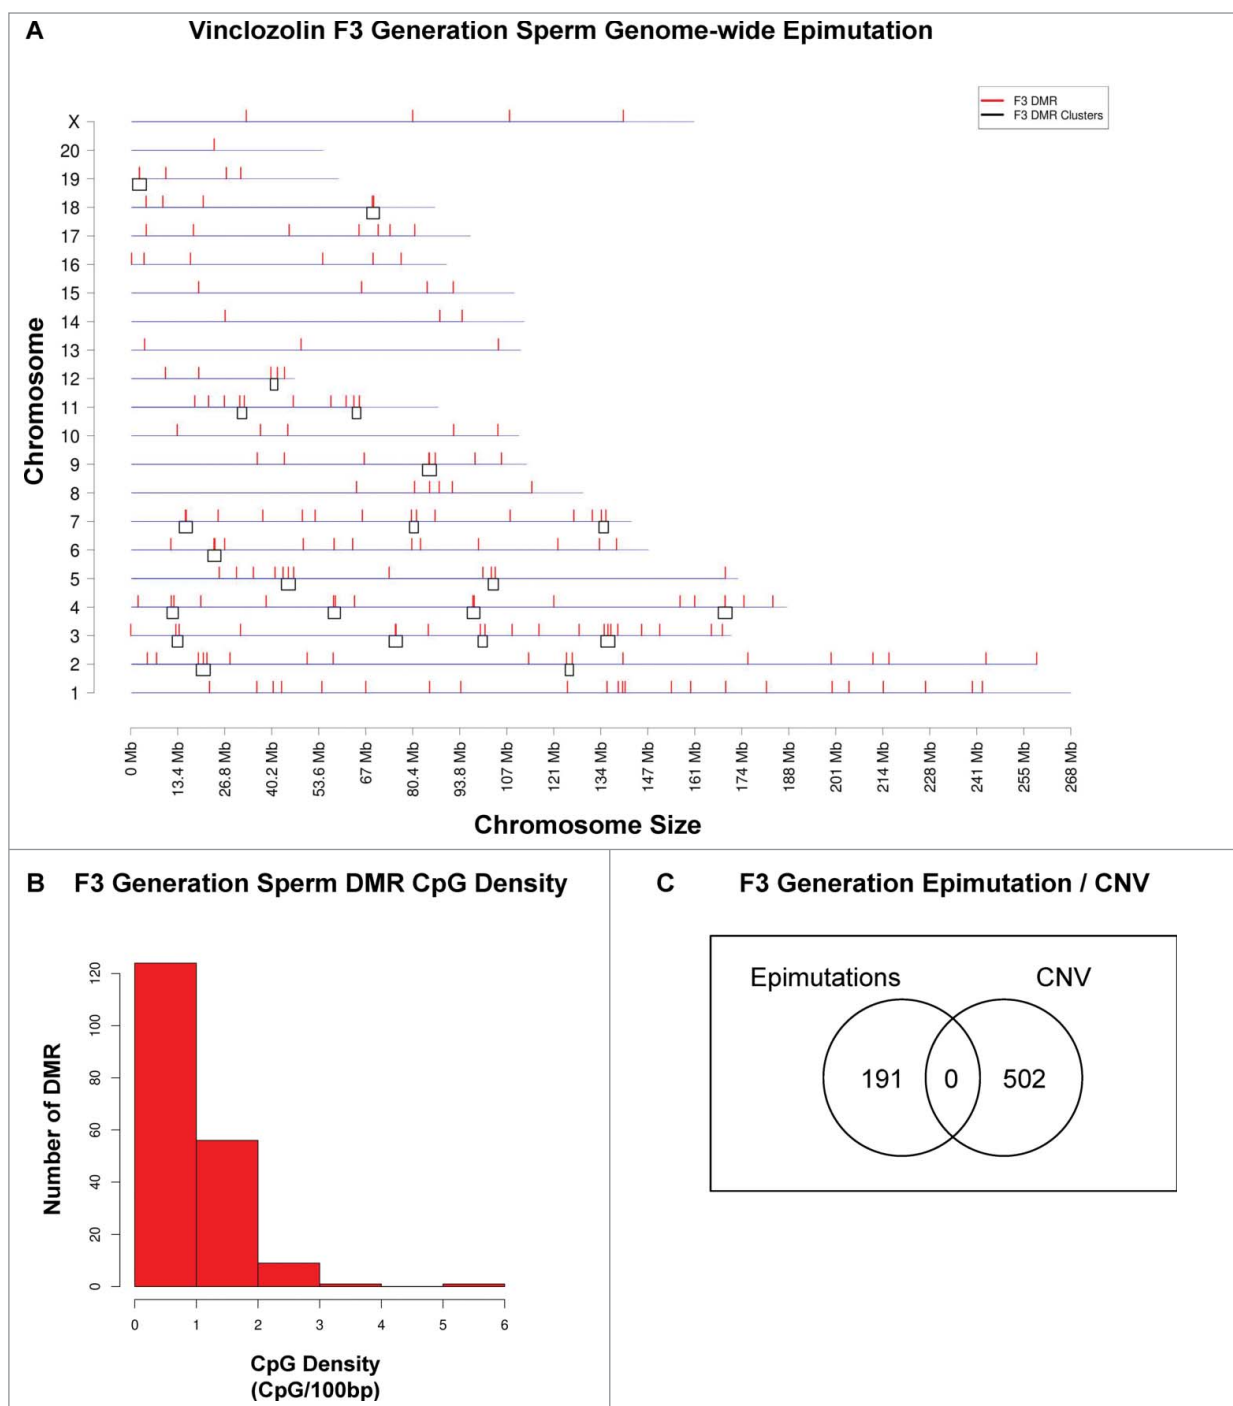 A
Vinclozolin F3 Generation Sperm Genome-wide Epimutation
F3 DMR
F3 DMR Clusters
Chromosome
X
20
19
18
17
16
15
14
13
12
11
10
9
8
7
6
5
4
3
2
1
0 Mb
13.4 Mb
26.8 Mb
40.2 Mb
53.6 Mb
67 Mb
80.4 Mb
93.8 Mb
107 Mb
121 Mb
134 Mb
147 Mb
161 Mb
174 Mb
188 Mb
201 Mb
214 Mb
228 Mb
241 Mb
255 Mb
268 Mb
Chromosome Size
B
F3 Generation Sperm DMR CpG Density
Number of DMR
120
100
80
60
40
20
0
0 1 2 3 4 5 6
CpG Density
(CpG/100bp)
C
F3 Generation Epimutation / CNV
Epimutations
CNV
191
0
502